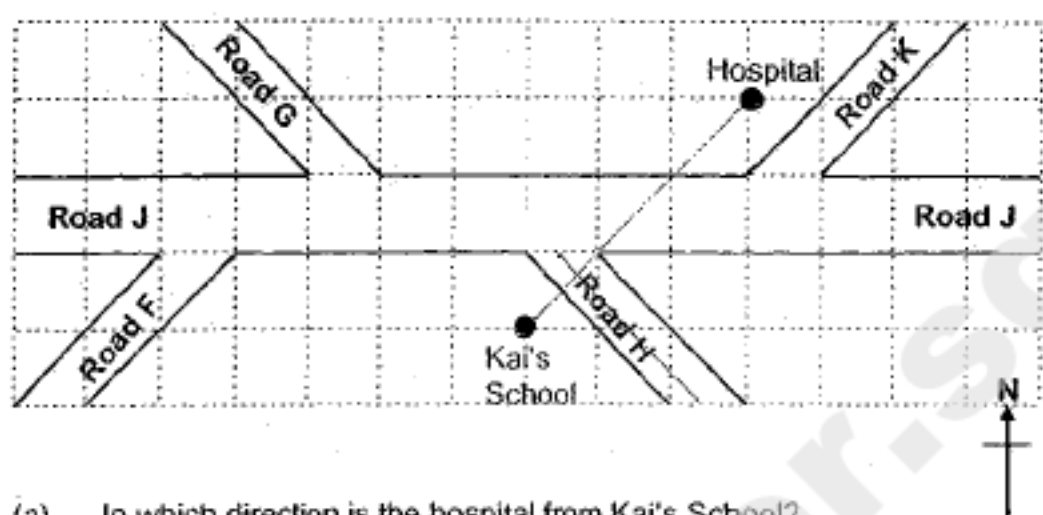 Road G
Hospital
Road K
Road J
Road J
Road F
Road H
Kai's
School
N
(a) In which direction is the hospital from Kai's School?